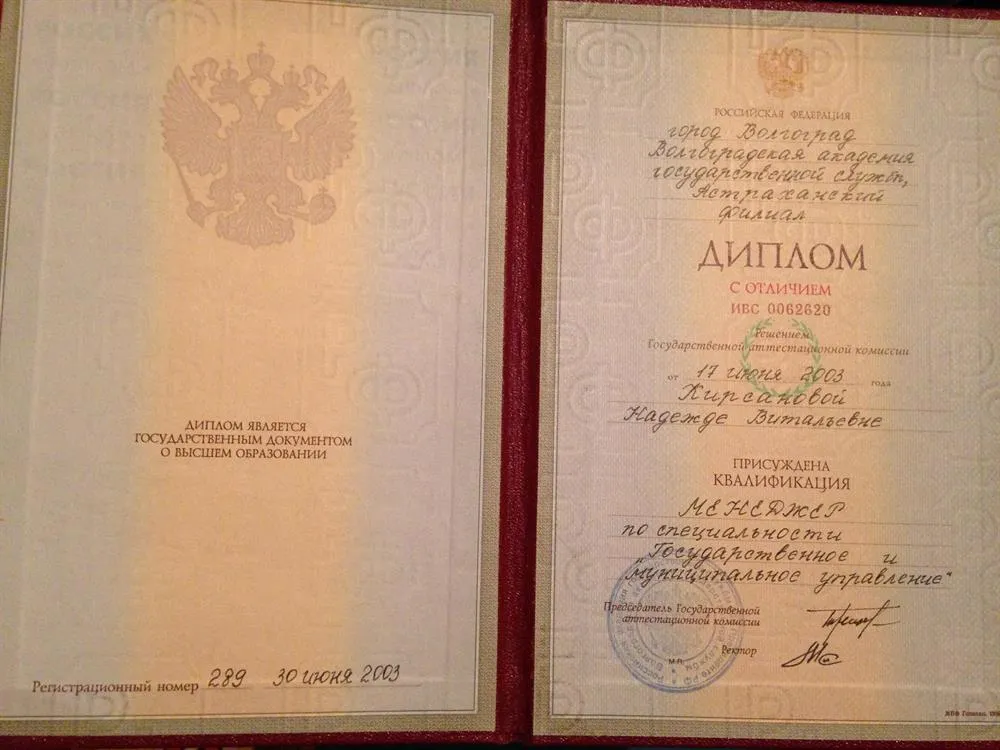 ДИПЛОМ ЯВЛЯЕТСЯ
ГОСУДАРСТВЕННЫМ ДОКУМЕНТОМ
О ВЫСШЕМ ОБРАЗОВАНИИ
Регистрационный номер 289 30 июня 2003
РОССИЙСКАЯ ФЕДЕРАЦИЯ
город Волгоград
Волгоградская академия
государственной службы,
Астраханский
филиал
ДИПЛОМ
С ОТЛИЧИЕМ
ИВС 0062620
Решением
Государственной аттестационной комиссии
от 17 июня 2003 года
Кирсановой
Надежде Витальевне
ПРИСУЖДЕНА
КВАЛИФИКАЦИЯ
МЕНЕДЖЕР
по специальности
"Государственное и
муниципальное управление"
Председатель Государственной
аттестационной комиссии
Ректор
М.П.